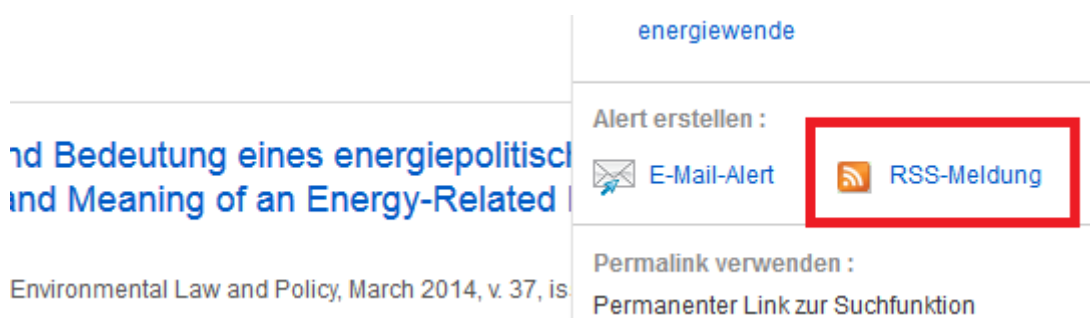 nd Bedeutung eines energiepolitisch
and Meaning of an Energy-Related
Environmental Law and Policy, March 2014, v. 37, is
energiewende
Alert erstellen :
E-Mail-Alert
RSS-Meldung
Permalink verwenden :
Permanenter Link zur Suchfunktion